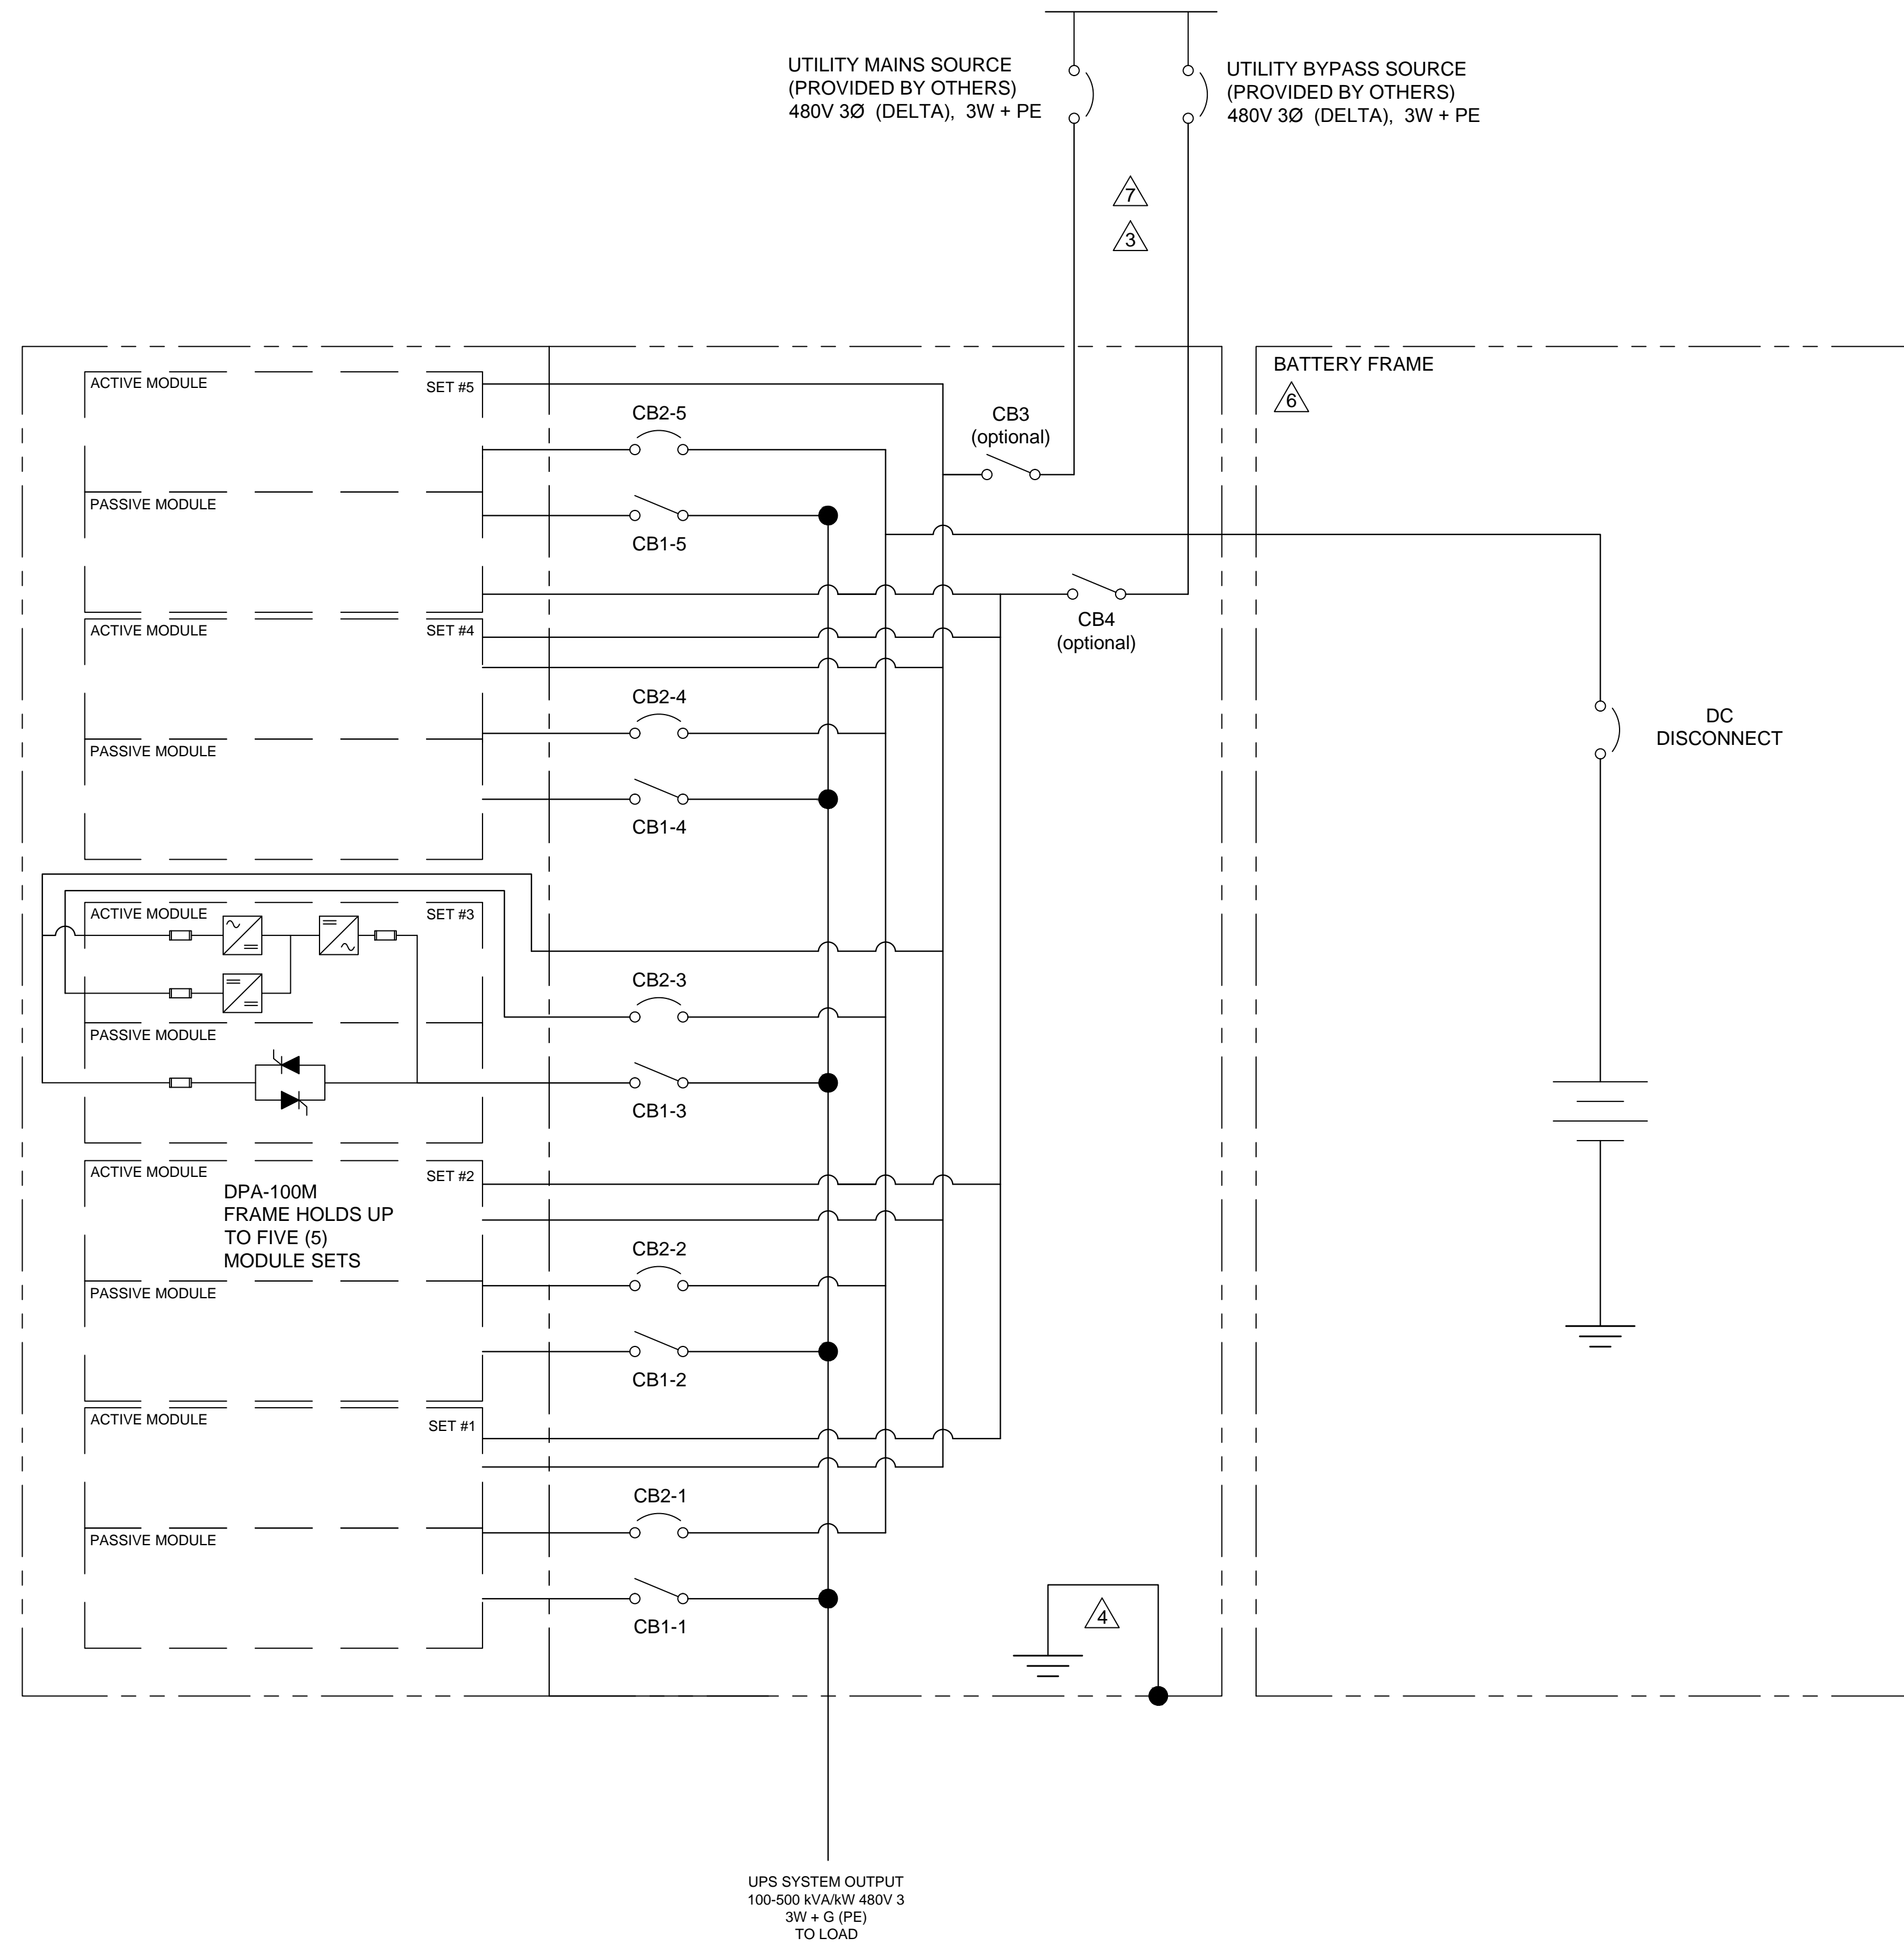 UTILITY MAINS SOURCE
(PROVIDED BY OTHERS)
480V 3Ø (DELTA), 3W + PE
UTILITY BYPASS SOURCE
(PROVIDED BY OTHERS)
480V 3Ø (DELTA), 3W + PE
7
3
BATTERY FRAME
6
ACTIVE MODULE
SET #5
CB2-5
CB3
(optional)
PASSIVE MODULE
CB1-5
CB4
(optional)
ACTIVE MODULE
SET #4
CB2-4
DC
DISCONNECT
PASSIVE MODULE
CB1-4
ACTIVE MODULE
SET #3
CB2-3
PASSIVE MODULE
CB1-3
ACTIVE MODULE
SET #2
DPA-100M
FRAME HOLDS UP
TO FIVE (5)
MODULE SETS
CB2-2
PASSIVE MODULE
CB1-2
ACTIVE MODULE
SET #1
CB2-1
PASSIVE MODULE
CB1-1
4
UPS SYSTEM OUTPUT
100-500 kVA/kW 480V 3
3W + G (PE)
TO LOAD